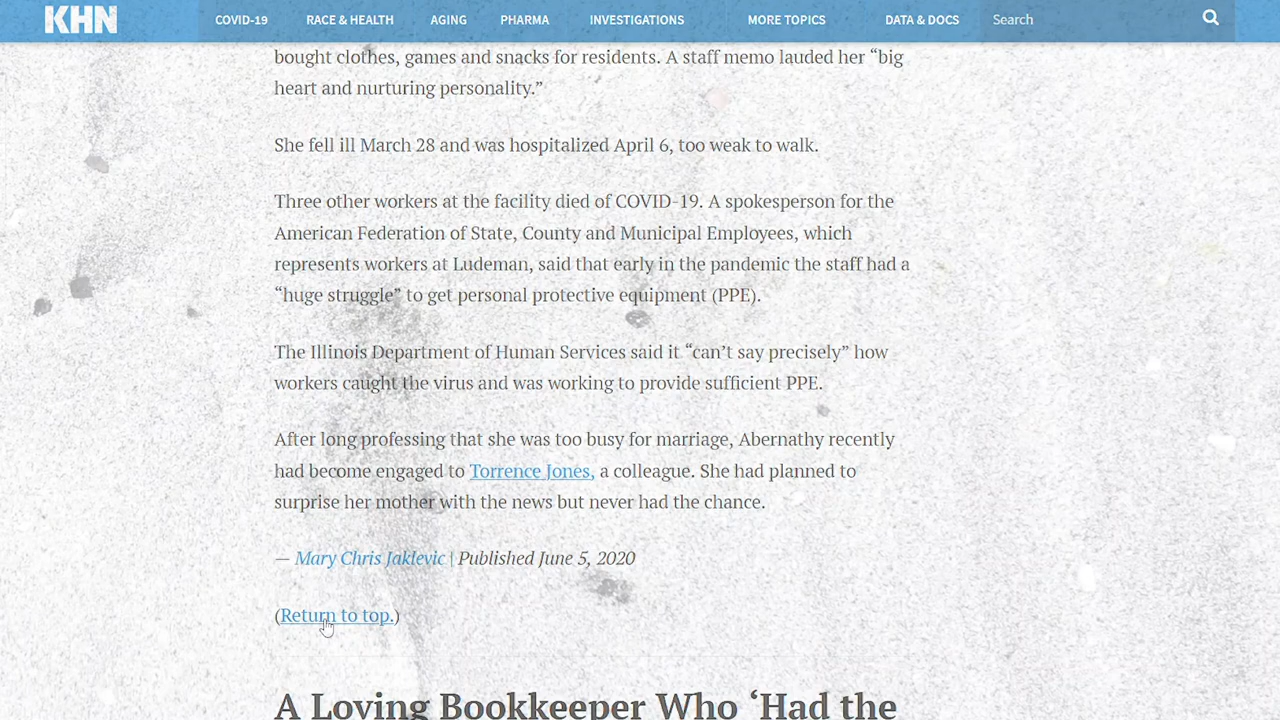 KHN COVID-19 RACE & HEALTH AGING PHARMA INVESTIGATIONS MORE TOPICS DATA & DOCS Search
bought clothes, games and snacks for residents. A staff memo lauded her “big
heart and nurturing personality.”
She fell ill March 28 and was hospitalized April 6, too weak to walk.
Three other workers at the facility died of COVID-19. A spokesperson for the
American Federation of State, County and Municipal Employees, which
represents workers at Ludeman, said that early in the pandemic the staff had a
“huge struggle” to get personal protective equipment (PPE).
The Illinois Department of Human Services said it “can’t say precisely” how
workers caught the virus and was working to provide sufficient PPE.
After long professing that she was too busy for marriage, Abernathy recently
had become engaged to Torrence Jones, a colleague. She had planned to
surprise her mother with the news but never had the chance.
— Mary Chris Jaklevic | Published June 5, 2020
(Return to top.)
A Loving Bookkeeper Who ‘Had the